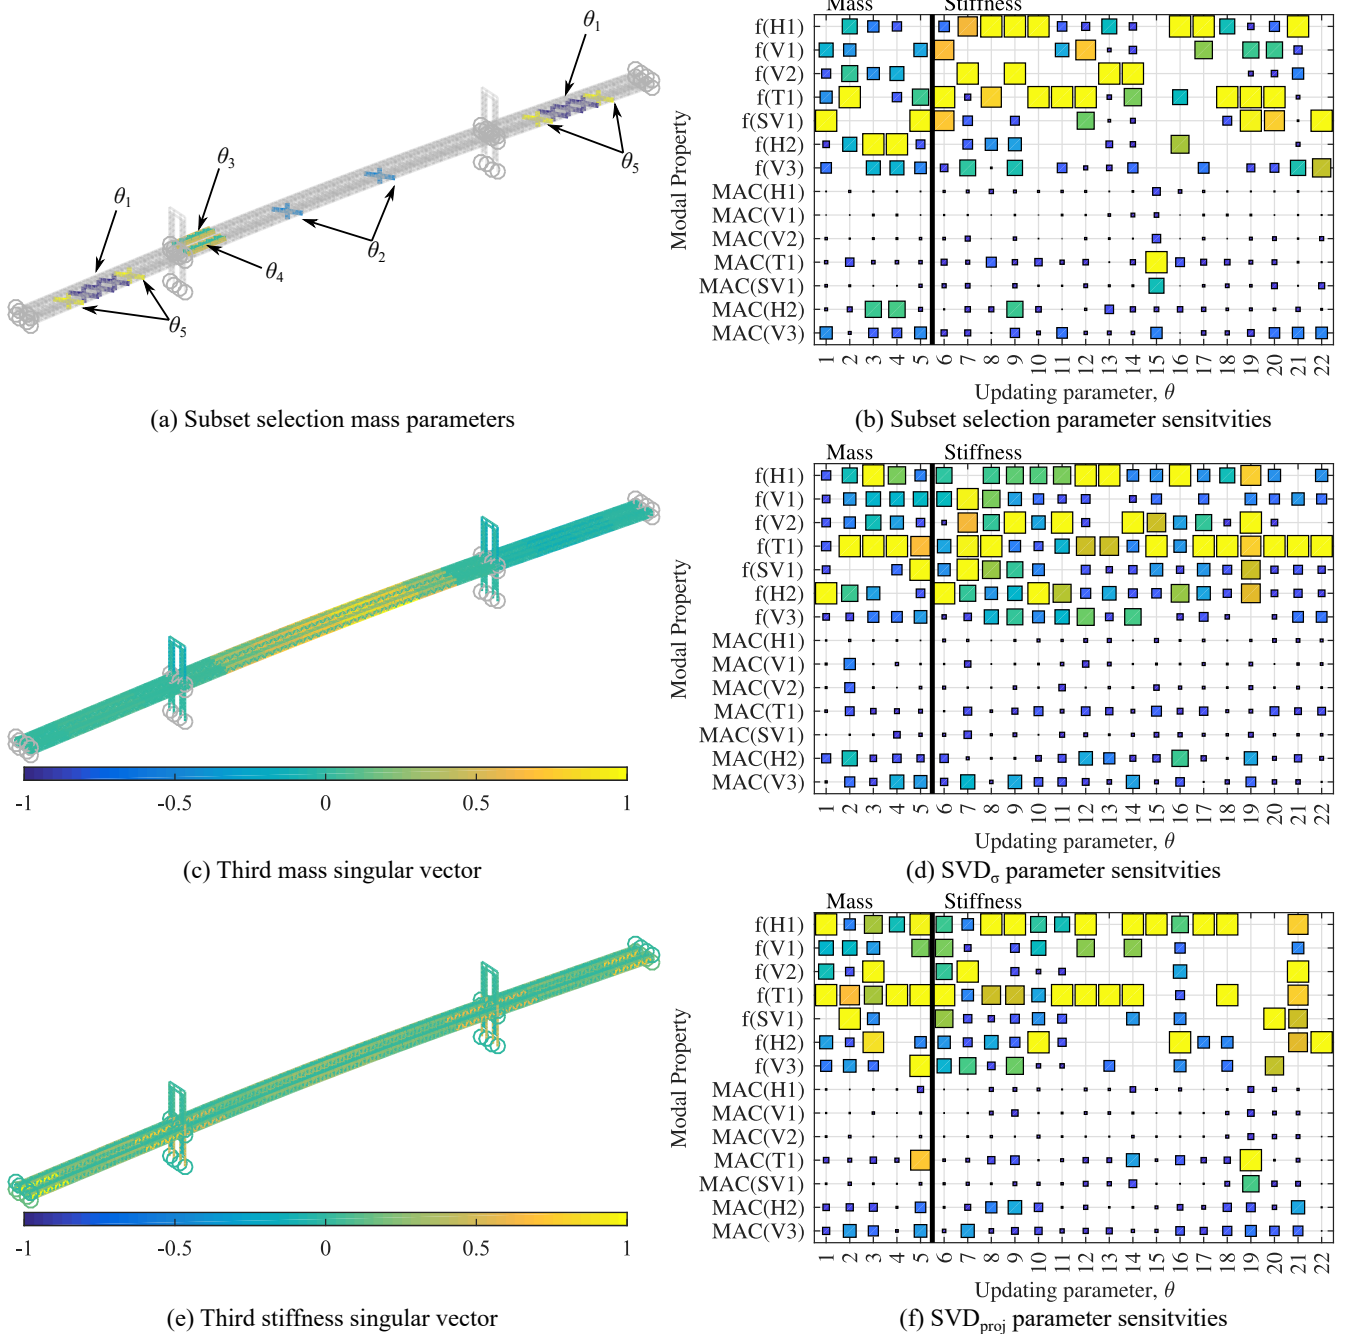 θ1
θ5
θ3
θ1
θ2
θ4
θ5
(a) Subset selection mass parameters
Mass Stiffness
Modal Property
f(H1)
f(V1)
f(V2)
f(T1)
f(SV1)
f(H2)
f(V3)
MAC(H1)
MAC(V1)
MAC(V2)
MAC(T1)
MAC(SV1)
MAC(H2)
MAC(V3)
1 2 3 4 5 6 7 8 9 10 11 12 13 14 15 16 17 18 19 20 21 22
Updating parameter, θ
(b) Subset selection parameter sensitvities
-1 -0.5 0 0.5 1
(c) Third mass singular vector
Mass Stiffness
Modal Property
f(H1)
f(V1)
f(V2)
f(T1)
f(SV1)
f(H2)
f(V3)
MAC(H1)
MAC(V1)
MAC(V2)
MAC(T1)
MAC(SV1)
MAC(H2)
MAC(V3)
1 2 3 4 5 6 7 8 9 10 11 12 13 14 15 16 17 18 19 20 21 22
Updating parameter, θ
(d) SVDσ parameter sensitvities
-1 -0.5 0 0.5 1
(e) Third stiffness singular vector
Mass Stiffness
Modal Property
f(H1)
f(V1)
f(V2)
f(T1)
f(SV1)
f(H2)
f(V3)
MAC(H1)
MAC(V1)
MAC(V2)
MAC(T1)
MAC(SV1)
MAC(H2)
MAC(V3)
1 2 3 4 5 6 7 8 9 10 11 12 13 14 15 16 17 18 19 20 21 22
Updating parameter, θ
(f) SVDproj parameter sensitvities